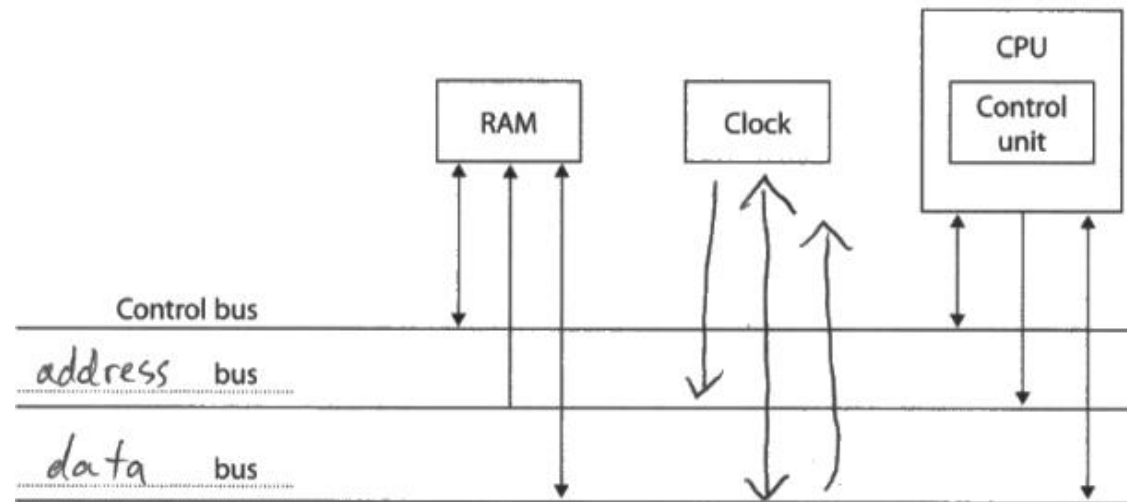 CPU
RAM
Clock
Control
unit
Control bus
address bus
data bus